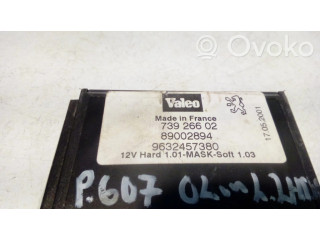 Ovoko
Valeo
Made in France
739 266 02
89002894
9632457380
12V Hard 1.01-MASK-Soft 1.03
17.05.2001
P.607